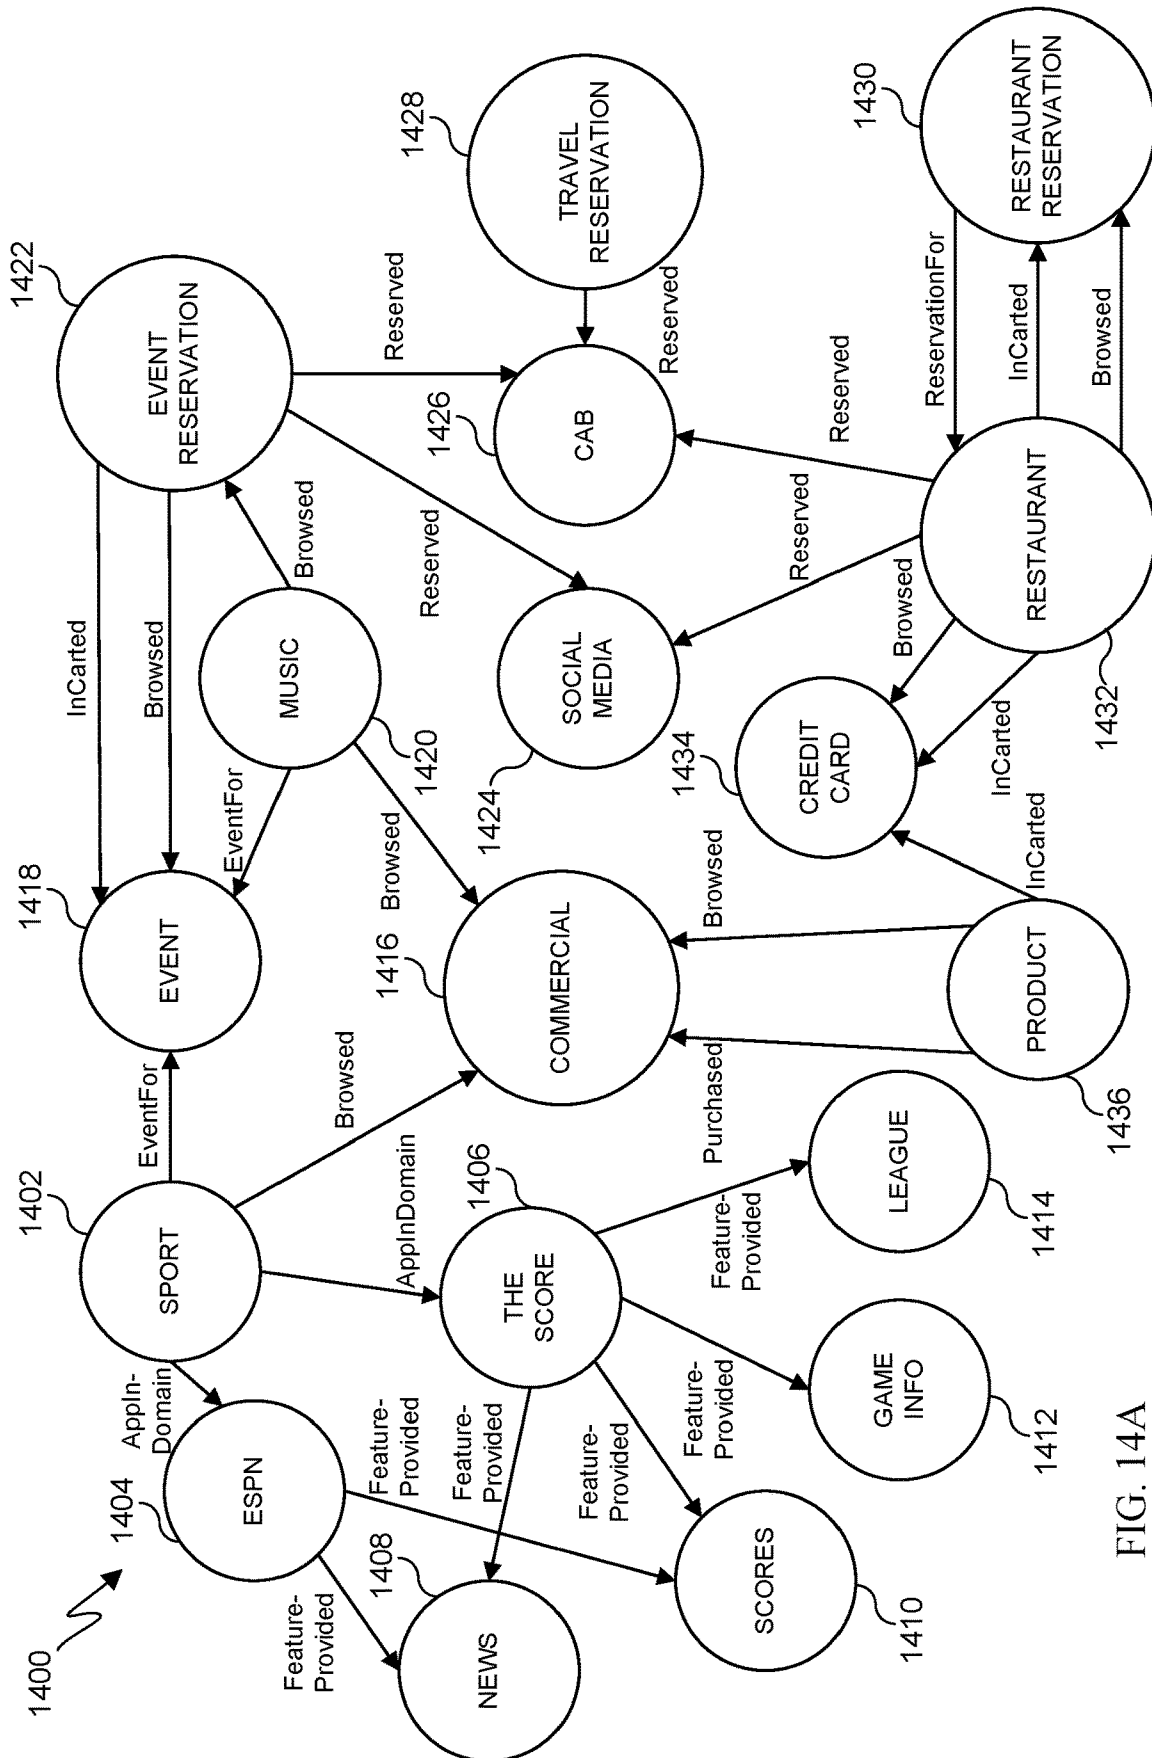 1400
1404
ESPN
AppIn-
Domain
1402
SPORT
EventFor
1418
EVENT
InCarted
Browsed
1422
EVENT
RESERVATION
EventFor
MUSIC
1420
Browsed
Browsed
Browsed
AppInDomain
Feature-
Provided
1408
NEWS
Feature-
Provided
Feature-
Provided
1406
THE
SCORE
1416
COMMERCIAL
1424
SOCIAL
MEDIA
Reserved
Reserved
1426
CAB
Reserved
1428
TRAVEL
RESERVATION
SCORES
1410
Feature-
Provided
Feature-
Provided
GAME
INFO
1412
Feature-
Provided
LEAGUE
1414
Purchased
Browsed
PRODUCT
1436
InCarted
1434
CREDIT
CARD
InCarted
Browsed
Reserved
Reserved
RESTAURANT
1432
ReservationFor
InCarted
Browsed
1430
RESTAURANT
RESERVATION
FIG. 14A